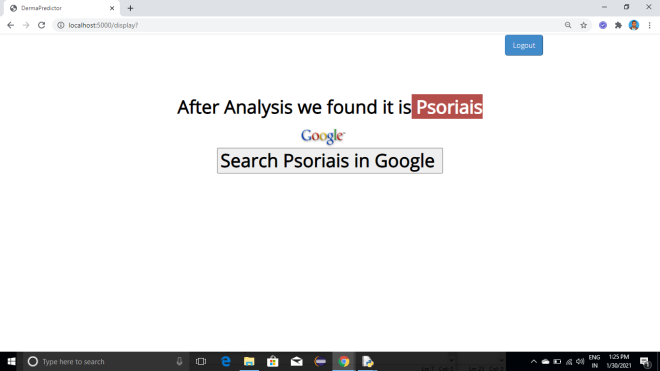 DermaPredictor
localhost:5000/display?
Logout
After Analysis we found it is Psoriais
Google
Search Psoriais in Google
Type here to search
ENG
IN
1:25 PM
1/30/2021